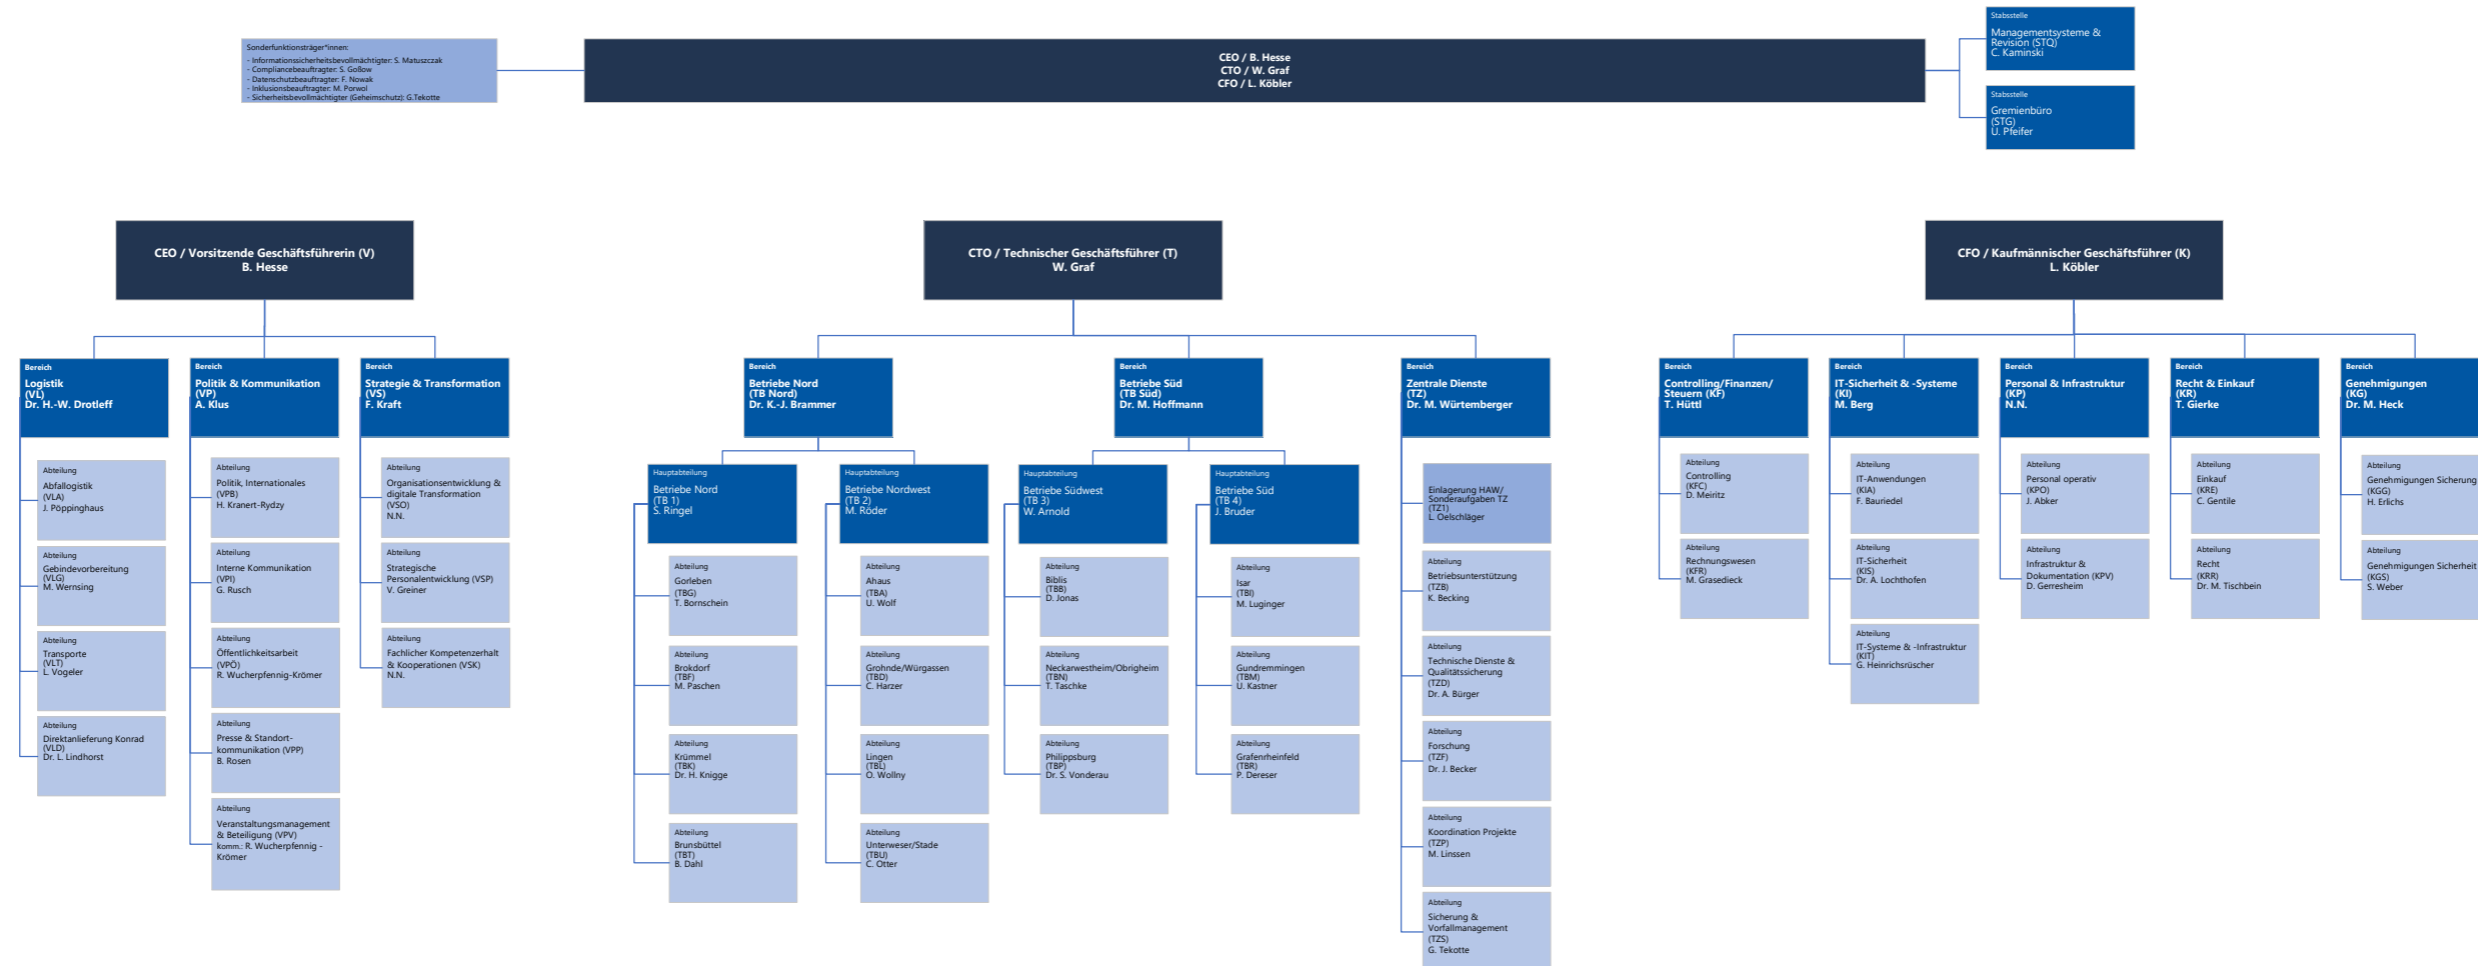 Sonderfunktionsträger*innen:
- Informationssicherheitsbevollmächtigter: S. Matuszczak
- Compliancebeauftragter: S. Goßow
- Datenschutzbeauftragter: F. Nowak
- Inklusionsbeauftragter: M. Porwol
- Sicherheitsbevollmächtigter (Geheimschutz): G.Tekotte
CEO / B. Hesse
CTO / W. Graf
CFO / L. Köbler
Stabsstelle
Managementsysteme &
Revision (STQ)
C. Kaminski
Stabsstelle
Gremienbüro
(STG)
U. Pfeifer
CEO / Vorsitzende Geschäftsführerin (V)
B. Hesse
CTO / Technischer Geschäftsführer (T)
W. Graf
CFO / Kaufmännischer Geschäftsführer (K)
L. Köbler
Bereich
Logistik
(VL)
Dr. H.-W. Drotleff
Abteilung
Abfallogistik
(VLA)
J. Pöppinghaus
Abteilung
Gebindevorbereitung
(VLG)
M. Wernsing
Abteilung
Transporte
(VLT)
L. Vogeler
Abteilung
Direktanlieferung Konrad
(VLD)
Dr. L. Lindhorst
Bereich
Politik & Kommunikation
(VP)
A. Klus
Abteilung
Politik, Internationales
(VPB)
H. Kranert-Rydzy
Abteilung
Interne Kommunikation
(VPI)
G. Rusch
Abteilung
Öffentlichkeitsarbeit
(VPÖ)
R. Wucherpfennig-Krömer
Abteilung
Presse & Standort-
kommunikation (VPP)
B. Rosen
Abteilung
Veranstaltungsmanagement
& Beteiligung (VPV)
komm.: R. Wucherpfennig -
Krömer
Bereich
Strategie & Transformation
(VS)
F. Kraft
Abteilung
Organisationsentwicklung &
digitale Transformation
(VSO)
N.N.
Abteilung
Strategische
Personalentwicklung (VSP)
V. Greiner
Abteilung
Fachlicher Kompetenzerhalt
& Kooperationen (VSK)
N.N.
Bereich
Betriebe Nord
(TB Nord)
Dr. K.-J. Brammer
Hauptabteilung
Betriebe Nord
(TB 1)
S. Ringel
Abteilung
Gorleben
(TBG)
T. Bornschein
Abteilung
Brokdorf
(TBF)
M. Paschen
Abteilung
Krümmel
(TBK)
Dr. H. Knigge
Abteilung
Brunsbüttel
(TBT)
B. Dahl
Hauptabteilung
Betriebe Nordwest
(TB 2)
M. Röder
Abteilung
Ahaus
(TBA)
U. Wolf
Abteilung
Grohnde/Würgassen
(TBD)
C. Harzer
Abteilung
Lingen
(TBL)
O. Wollny
Abteilung
Unterweser/Stade
(TBU)
C. Otter
Bereich
Betriebe Süd
(TB Süd)
Dr. M. Hoffmann
Hauptabteilung
Betriebe Südwest
(TB 3)
W. Arnold
Abteilung
Biblis
(TBB)
D. Jonas
Abteilung
Neckarwestheim/Obrigheim
(TBN)
T. Taschke
Abteilung
Philippsburg
(TBP)
Dr. S. Vonderau
Hauptabteilung
Betriebe Süd
(TB 4)
J. Bruder
Abteilung
Isar
(TBI)
M. Luginger
Abteilung
Gundremmingen
(TBM)
U. Kastner
Abteilung
Grafenrheinfeld
(TBR)
P. Dereser
Bereich
Zentrale Dienste
(TZ)
Dr. M. Würtemberger
Einlagerung HAW/
Sonderaufgaben TZ
(TZ1)
L. Oelschläger
Abteilung
Betriebsunterstützung
(TZB)
K. Becking
Abteilung
Technische Dienste &
Qualitätssicherung
(TZD)
Dr. A. Bürger
Abteilung
Forschung
(TZF)
Dr. J. Becker
Abteilung
Koordination Projekte
(TZP)
M. Linssen
Abteilung
Sicherung &
Vorfallmanagement
(TZS)
G. Tekotte
Bereich
Controlling/Finanzen/
Steuern (KF)
T. Hüttl
Abteilung
Controlling
(KFC)
D. Meiritz
Abteilung
Rechnungswesen
(KFR)
M. Grasedieck
Bereich
IT-Sicherheit & -Systeme
(KI)
M. Berg
Abteilung
IT-Anwendungen
(KIA)
F. Bauriedel
Abteilung
IT-Sicherheit
(KIS)
Dr. A. Lochthofen
Abteilung
IT-Systeme & -Infrastruktur
(KIT)
G. Heinrichsrüscher
Bereich
Personal & Infrastruktur
(KP)
N.N.
Abteilung
Personal operativ
(KPO)
J. Abker
Abteilung
Infrastruktur &
Dokumentation (KPV)
D. Gerresheim
Bereich
Recht & Einkauf
(KR)
T. Gierke
Abteilung
Einkauf
(KRE)
C. Gentile
Abteilung
Recht
(KRR)
Dr. M. Tischbein
Bereich
Genehmigungen
(KG)
Dr. M. Heck
Abteilung
Genehmigungen Sicherung
(KGG)
H. Erlichs
Abteilung
Genehmigungen Sicherheit
(KGS)
S. Weber